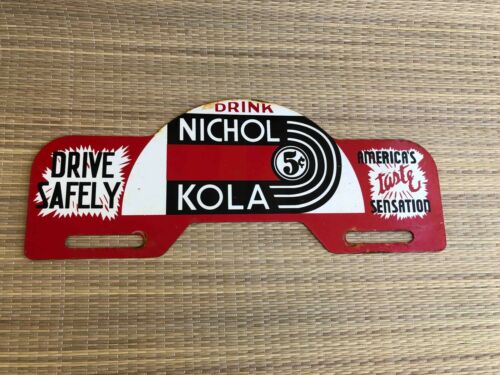 DRIVE
SAFELY
DRINK
NICHOL
5¢
KOLA
AMERICA'S
taste
SENSATION